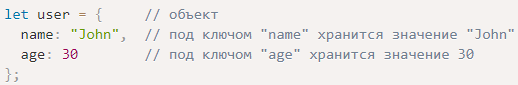 let user = {     // объект
  name: "John",  // под ключом "name" хранится значение "John"
  age: 30        // под ключом "age" хранится значение 30
};